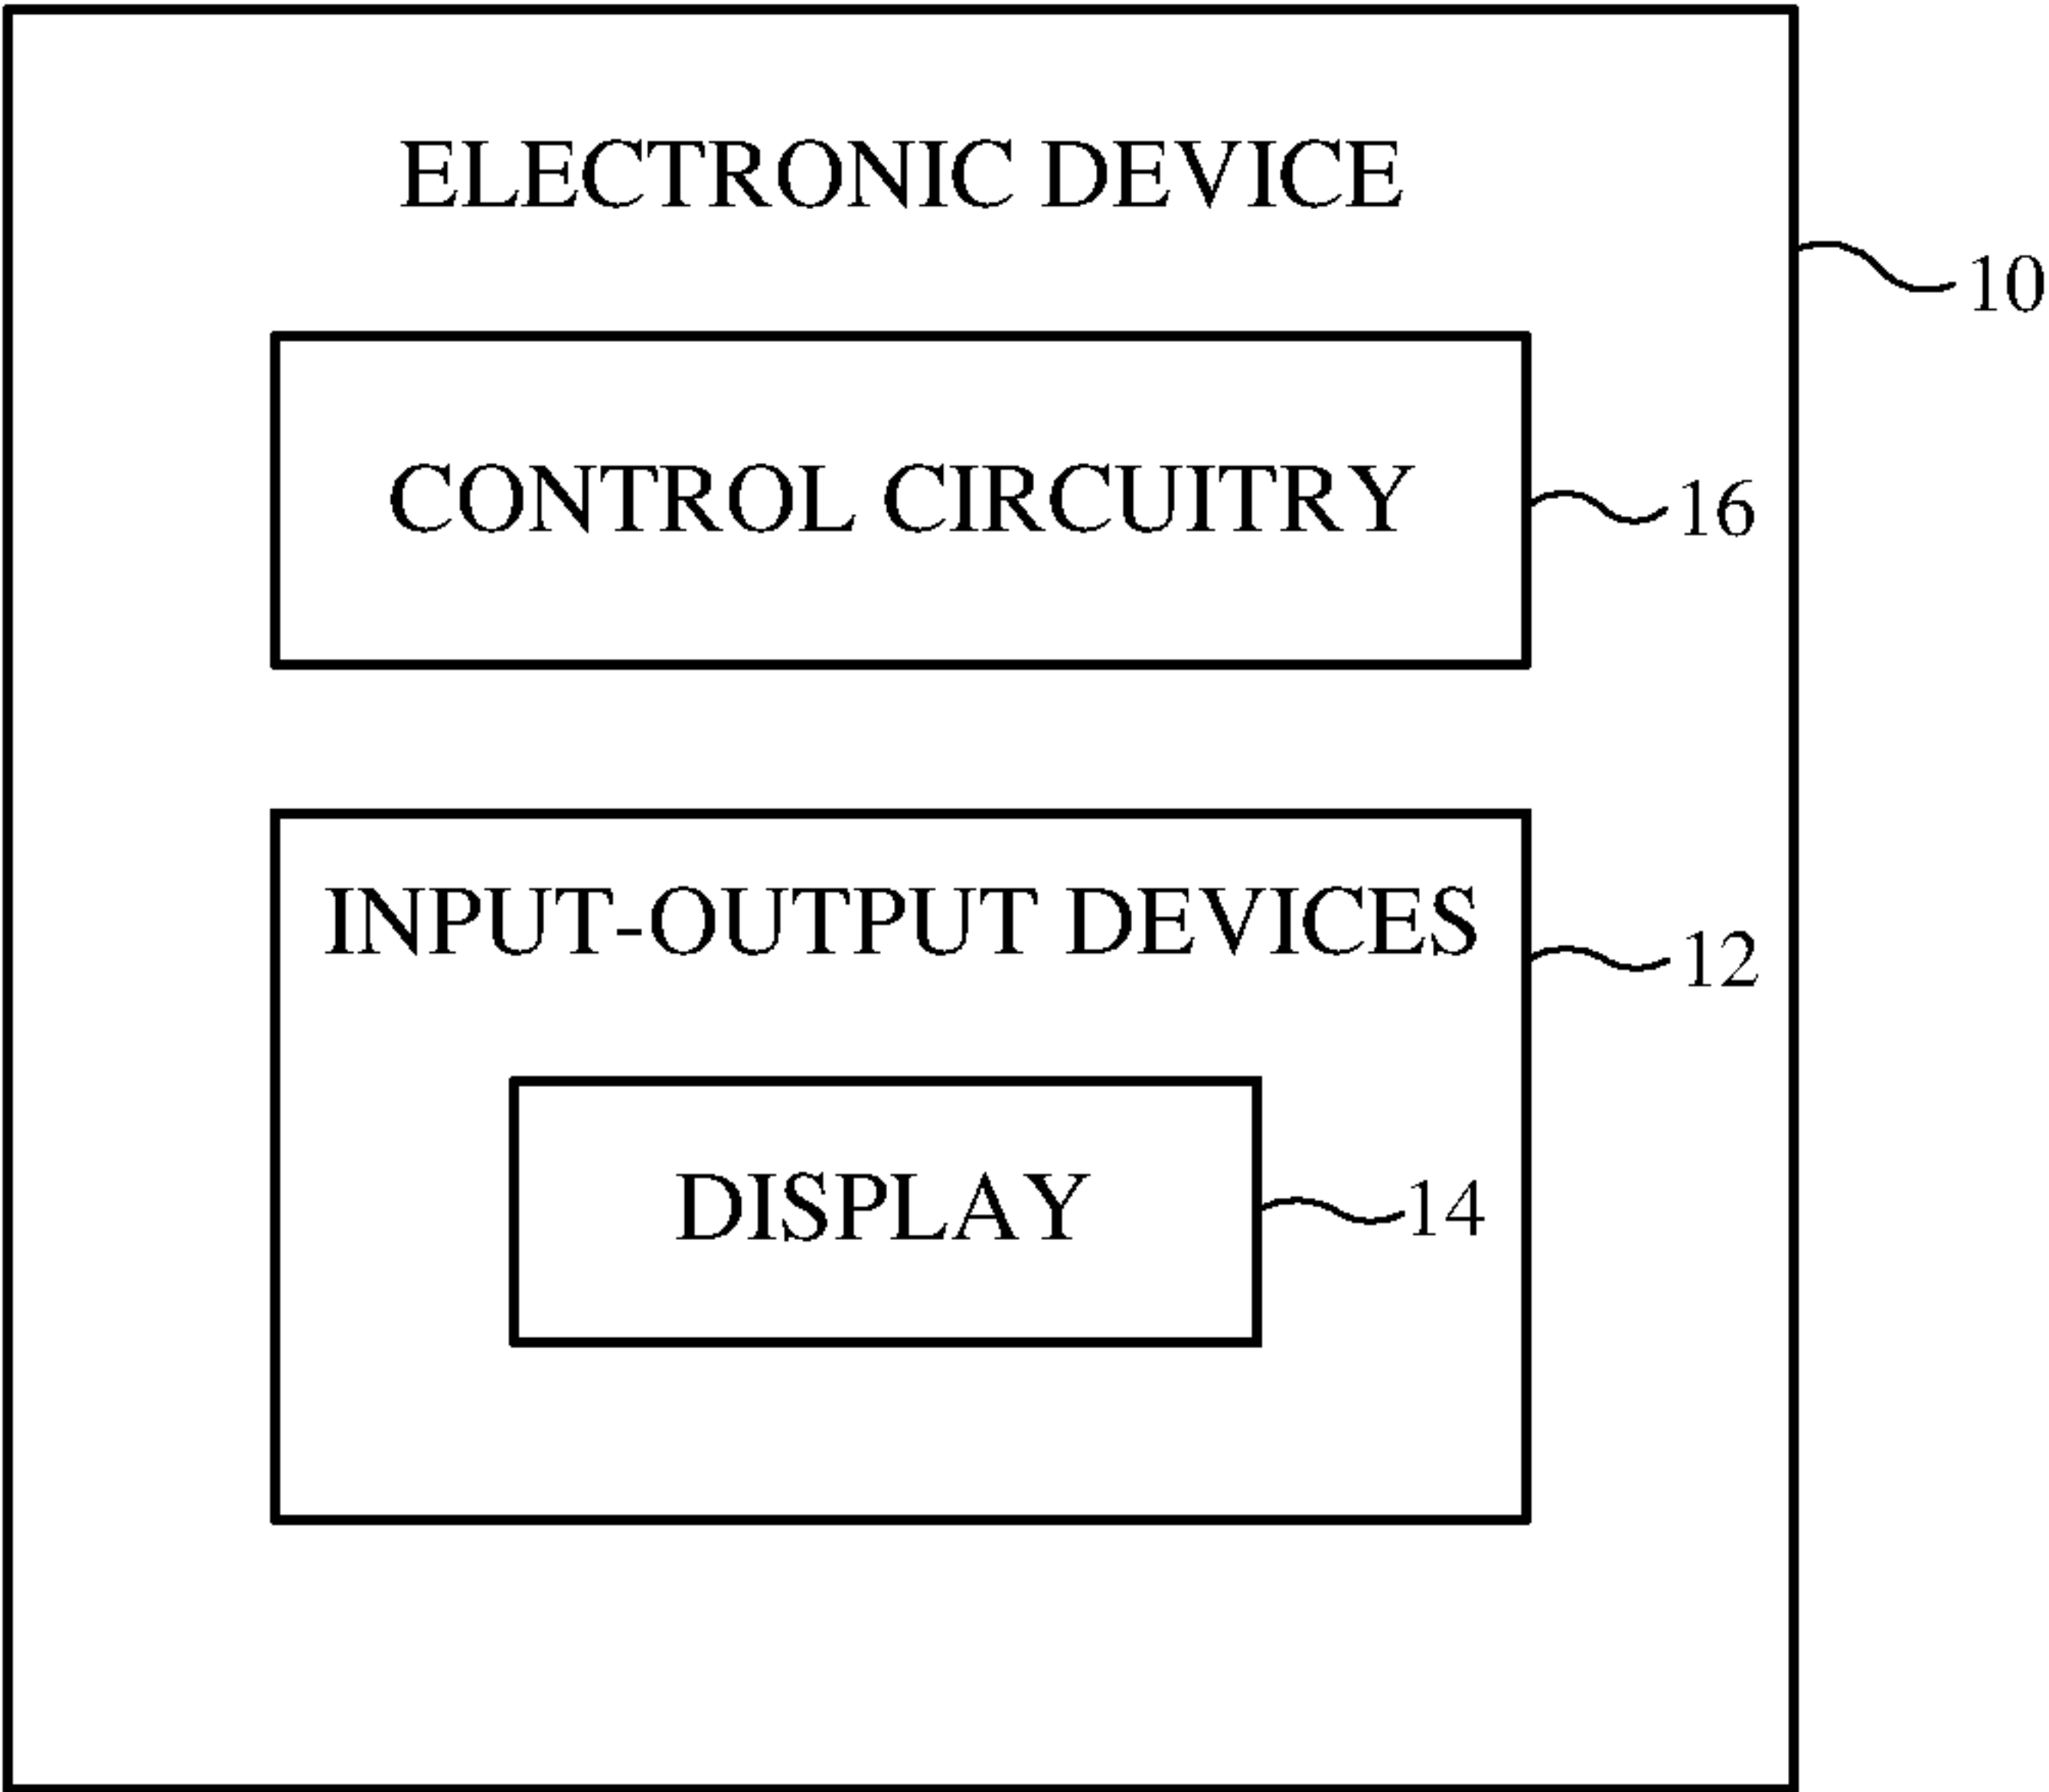 ELECTRONIC DEVICE
10
CONTROL CIRCUITRY
16
INPUT-OUTPUT DEVICES
12
DISPLAY
14